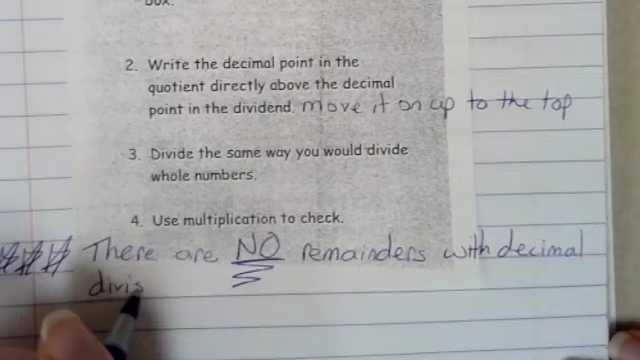 box.
2. Write the decimal point in the
quotient directly above the decimal
point in the dividend. move it on up to the top
3. Divide the same way you would divide
whole numbers.
4. Use multiplication to check.
There are NO remainders with decimal
divis